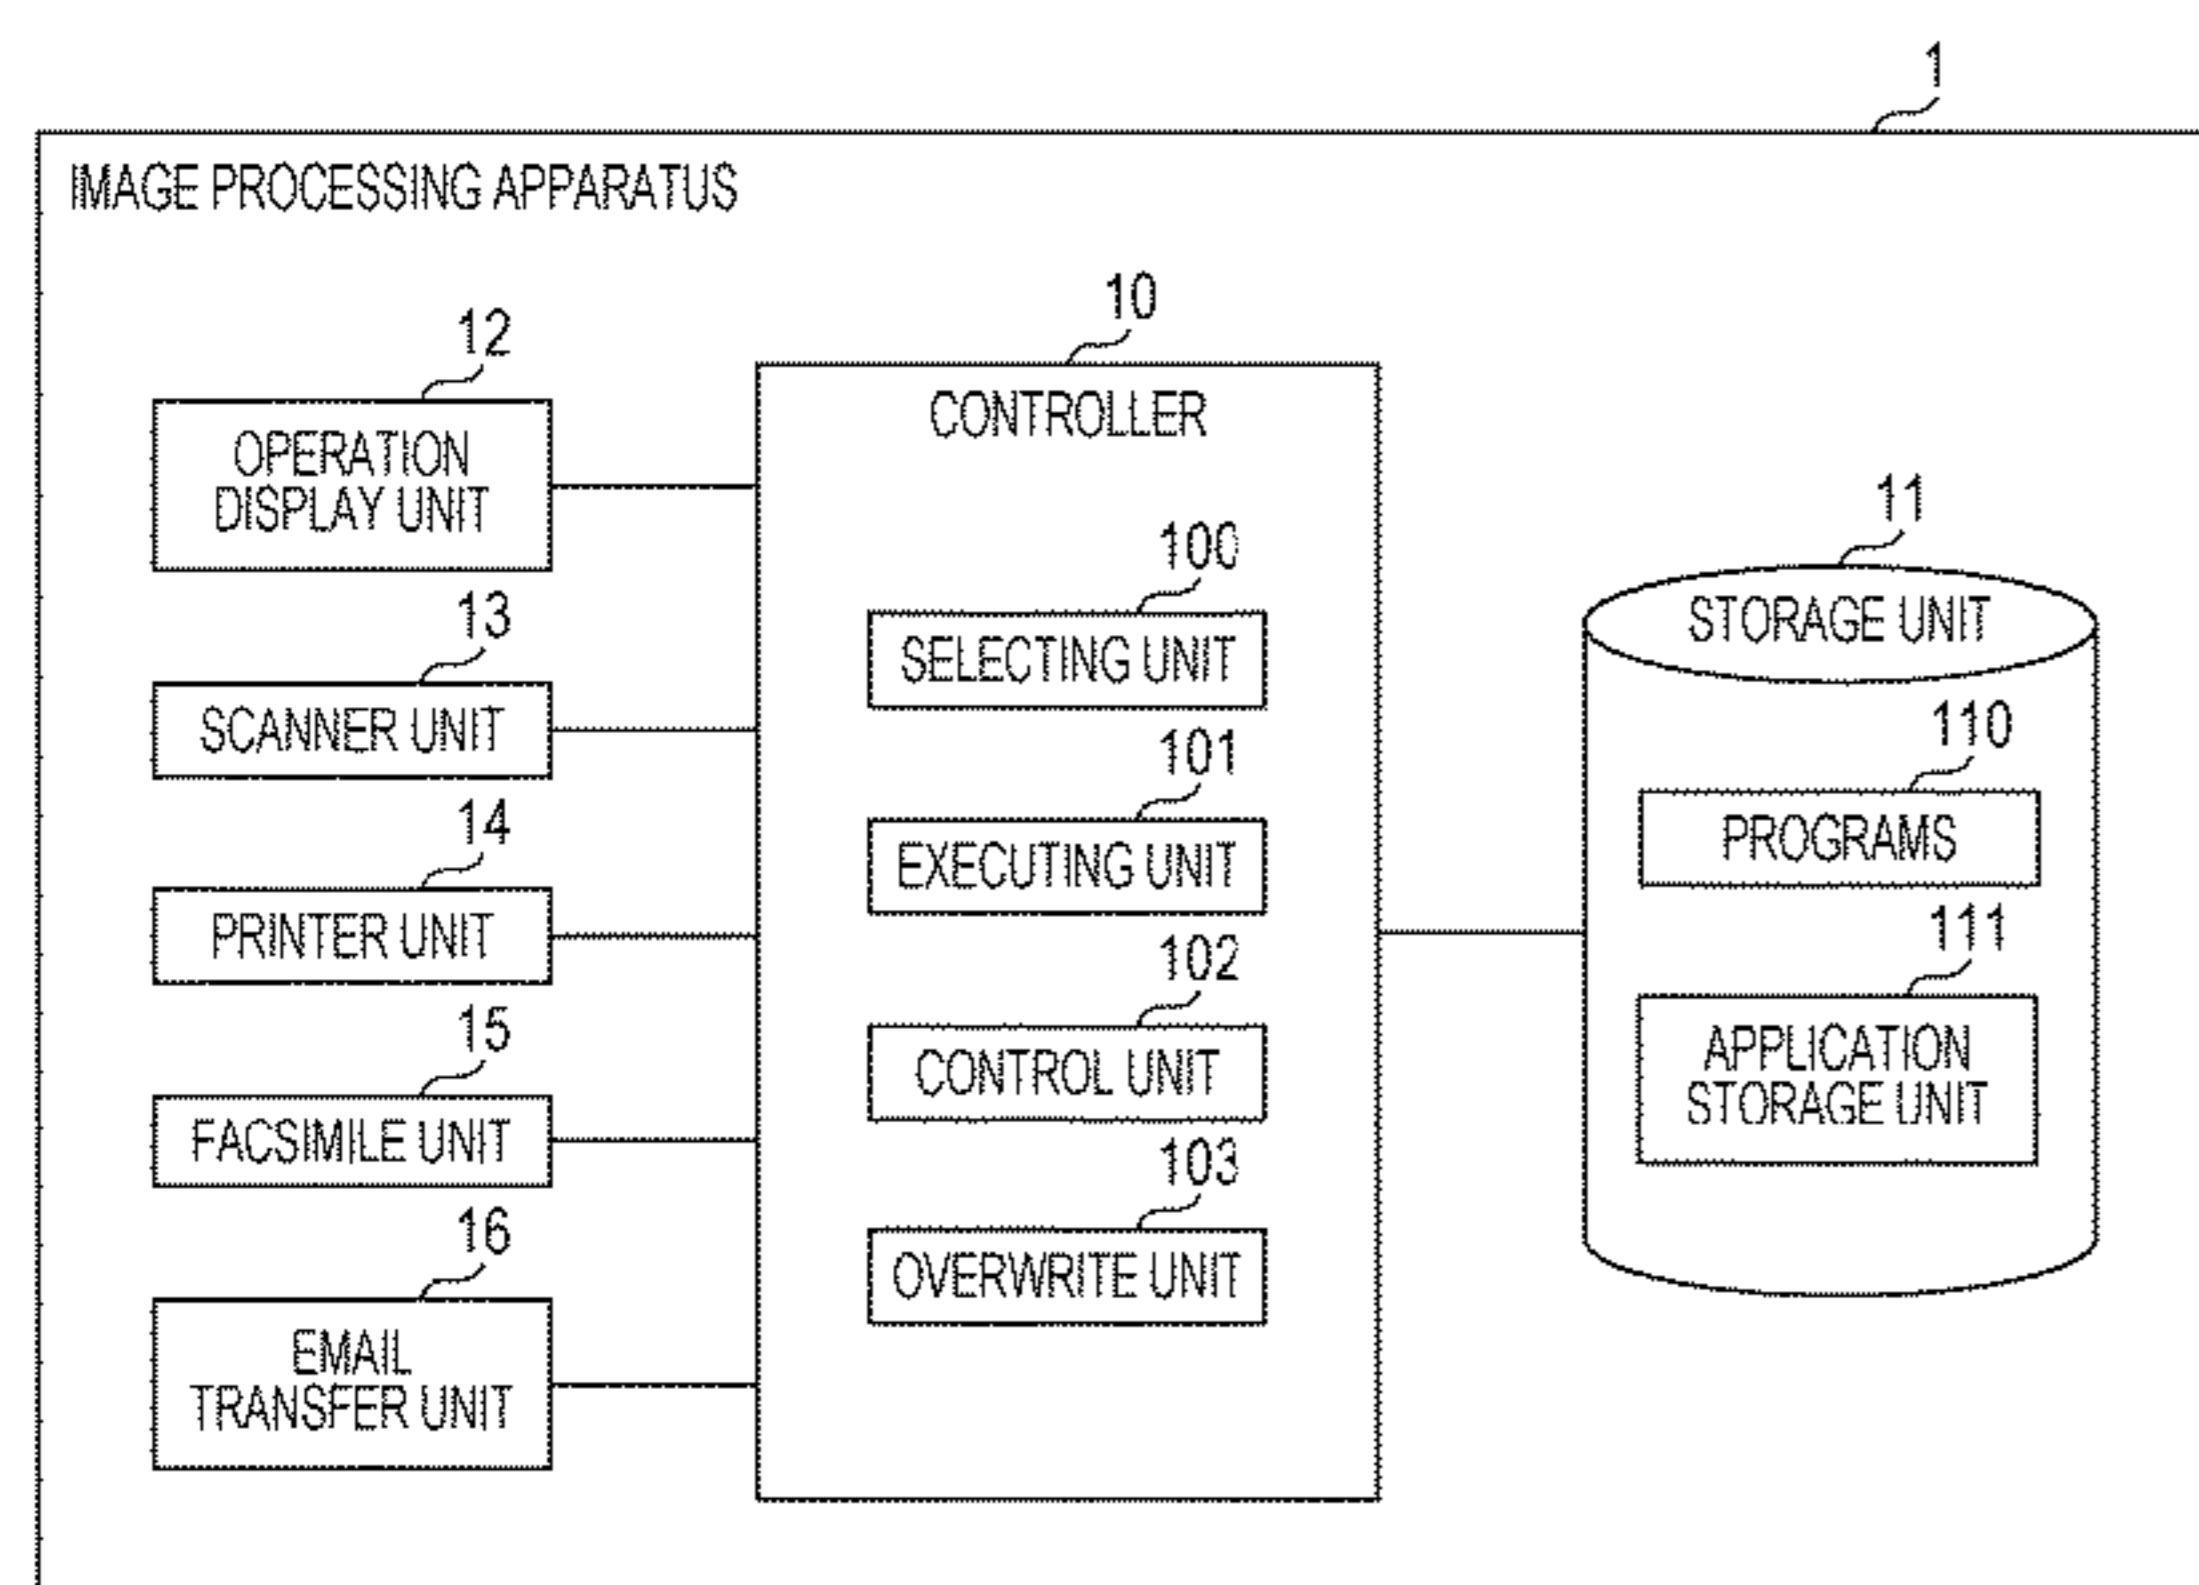 1
IMAGE PROCESSING APPARATUS
12
OPERATION
DISPLAY UNIT
13
SCANNER UNIT
14
PRINTER UNIT
15
FACSIMILE UNIT
16
EMAIL
TRANSFER UNIT
10
CONTROLLER
100
SELECTING UNIT
101
EXECUTING UNIT
102
CONTROL UNIT
103
OVERWRITE UNIT
11
STORAGE UNIT
110
PROGRAMS
111
APPLICATION
STORAGE UNIT